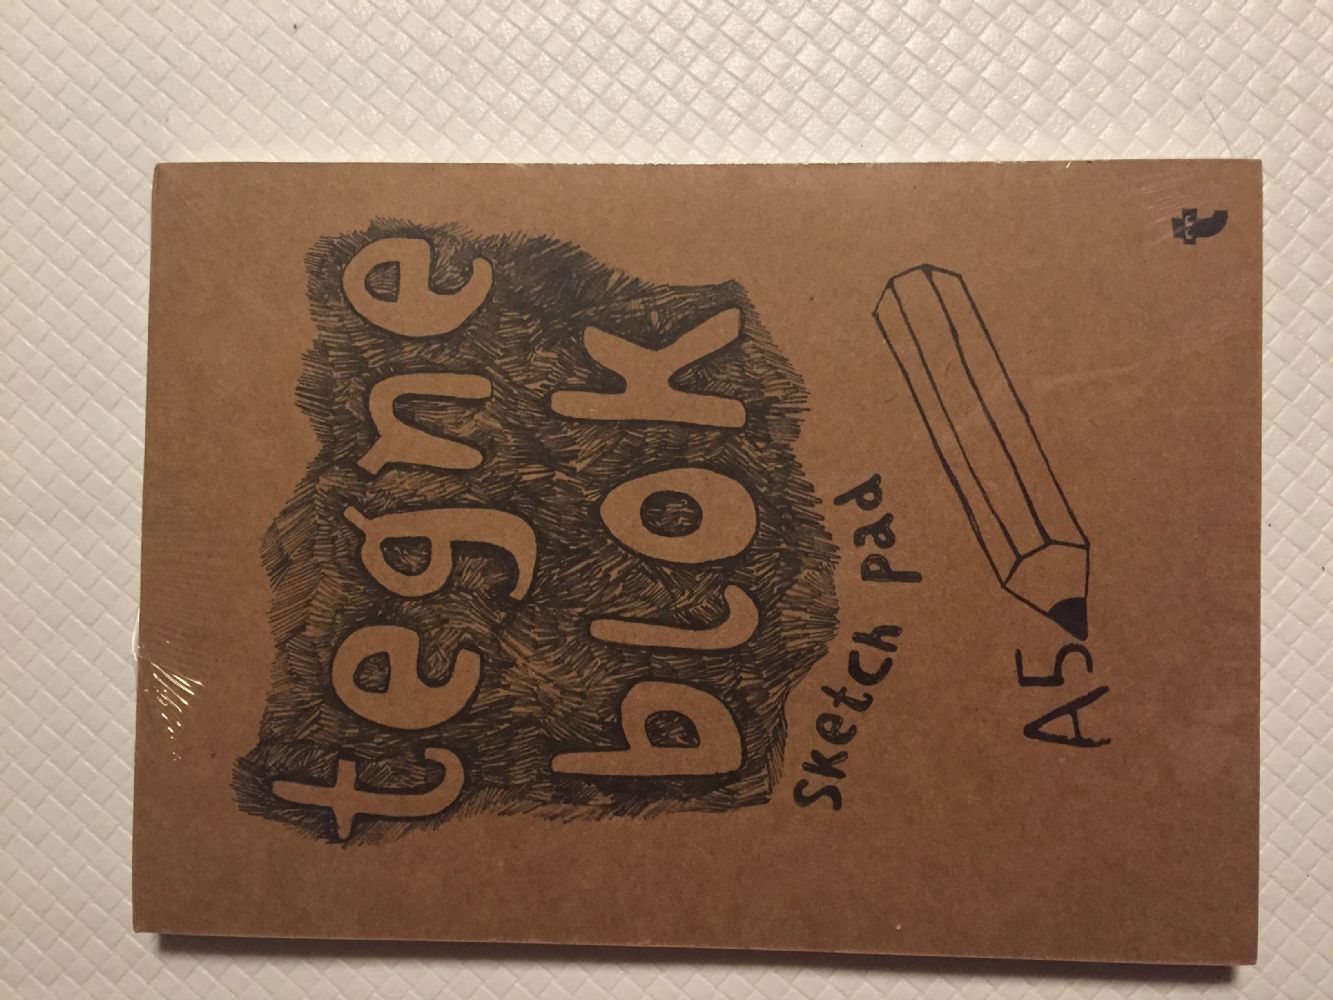 tegne
blok
sketch pad
A5
t